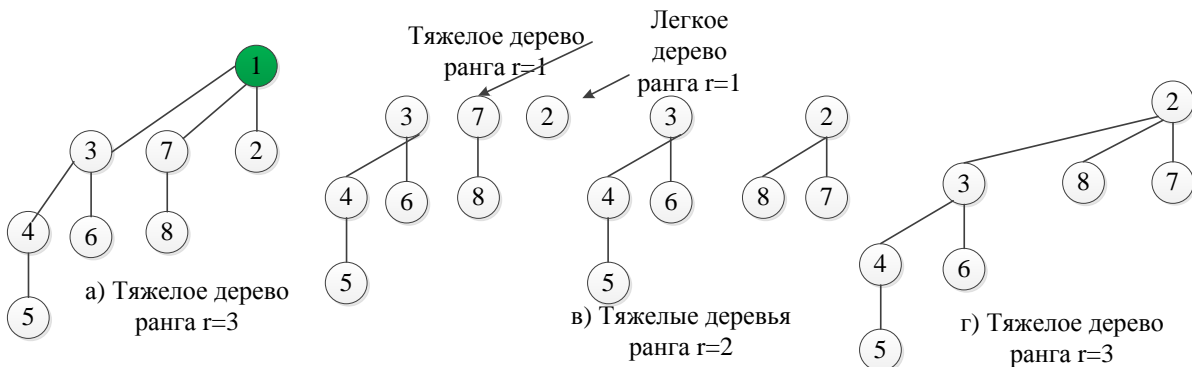 Тяжелое дерево
ранга r=1
Легкое
дерево
ранга r=1
1
3
7
2
4
6
8
5
а) Тяжелое дерево
ранга r=3
3
7
2
4
6
8
5
3
2
4
6
8
7
5
в) Тяжелые деревья
ранга r=2
2
3
8
7
4
6
5
г) Тяжелое дерево
ранга r=3